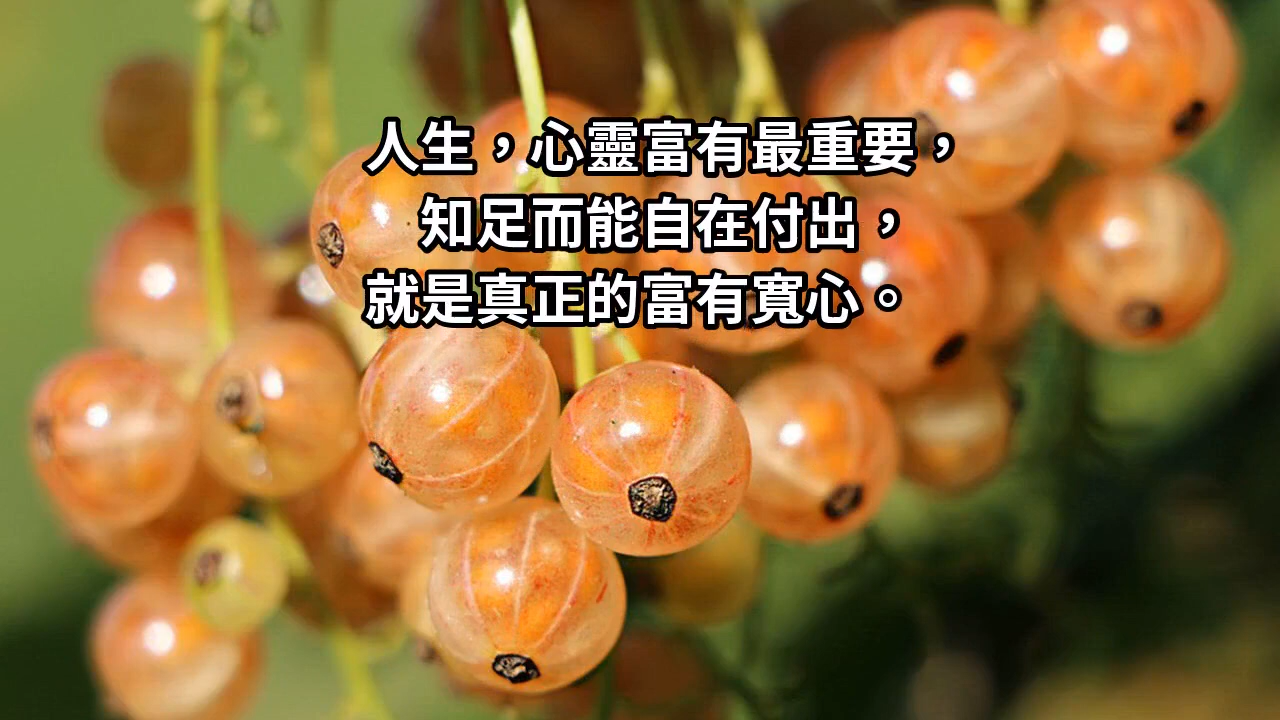 人生，心靈富有最重要，
知足而能自在付出，
就是真正的富有寬心。